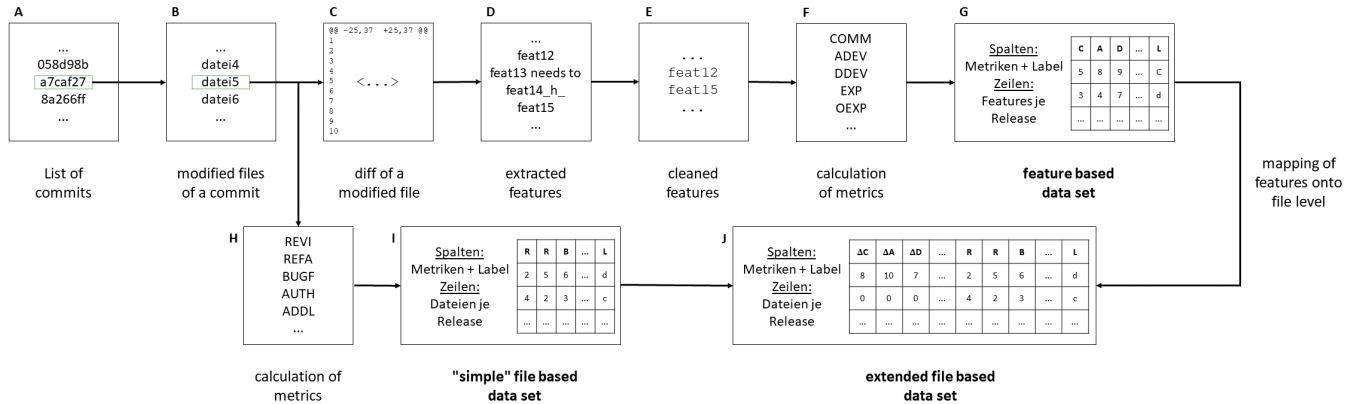 A
...
058d98b
a7caf27
8a266ff
...
List of
commits
B
...
datei4
datei5
datei6
...
modified files
of a commit
C
@@ -25,37 +25,37 @@
1
2
3
4
5
6
7
8
9
10
<...>
diff of a
modified file
D
...
feat12
feat13 needs to
feat14_h_
feat15
...
extracted
features
E
...
feat12
feat15
...
cleaned
features
F
COMM
ADEV
DDEV
EXP
OEXP
...
calculation
of metrics
G
Spalten:
Metriken + Label
Zeilen:
Features je
Release
C A D ... L
5 8 9 ... C
3 4 7 ... d
... ... ... ... ...
feature based
data set
mapping of
features onto
file level
H
REVI
REFA
BUGF
AUTH
ADDL
...
calculation of
metrics
I
Spalten:
Metriken + Label
Zeilen:
Dateien je
Release
R R B ... L
2 5 6 ... d
4 2 3 ... c
... ... ... ... ...
"simple" file based
data set
J
Spalten:
Metriken + Label
Zeilen:
Dateien je
Release
ΔC ΔA ΔD ... R R B ... L
8 10 7 ... 2 5 6 ... d
0 0 0 ... 4 2 3 ... c
... ... ... ... ... ... ... ... ...
extended file based
data set